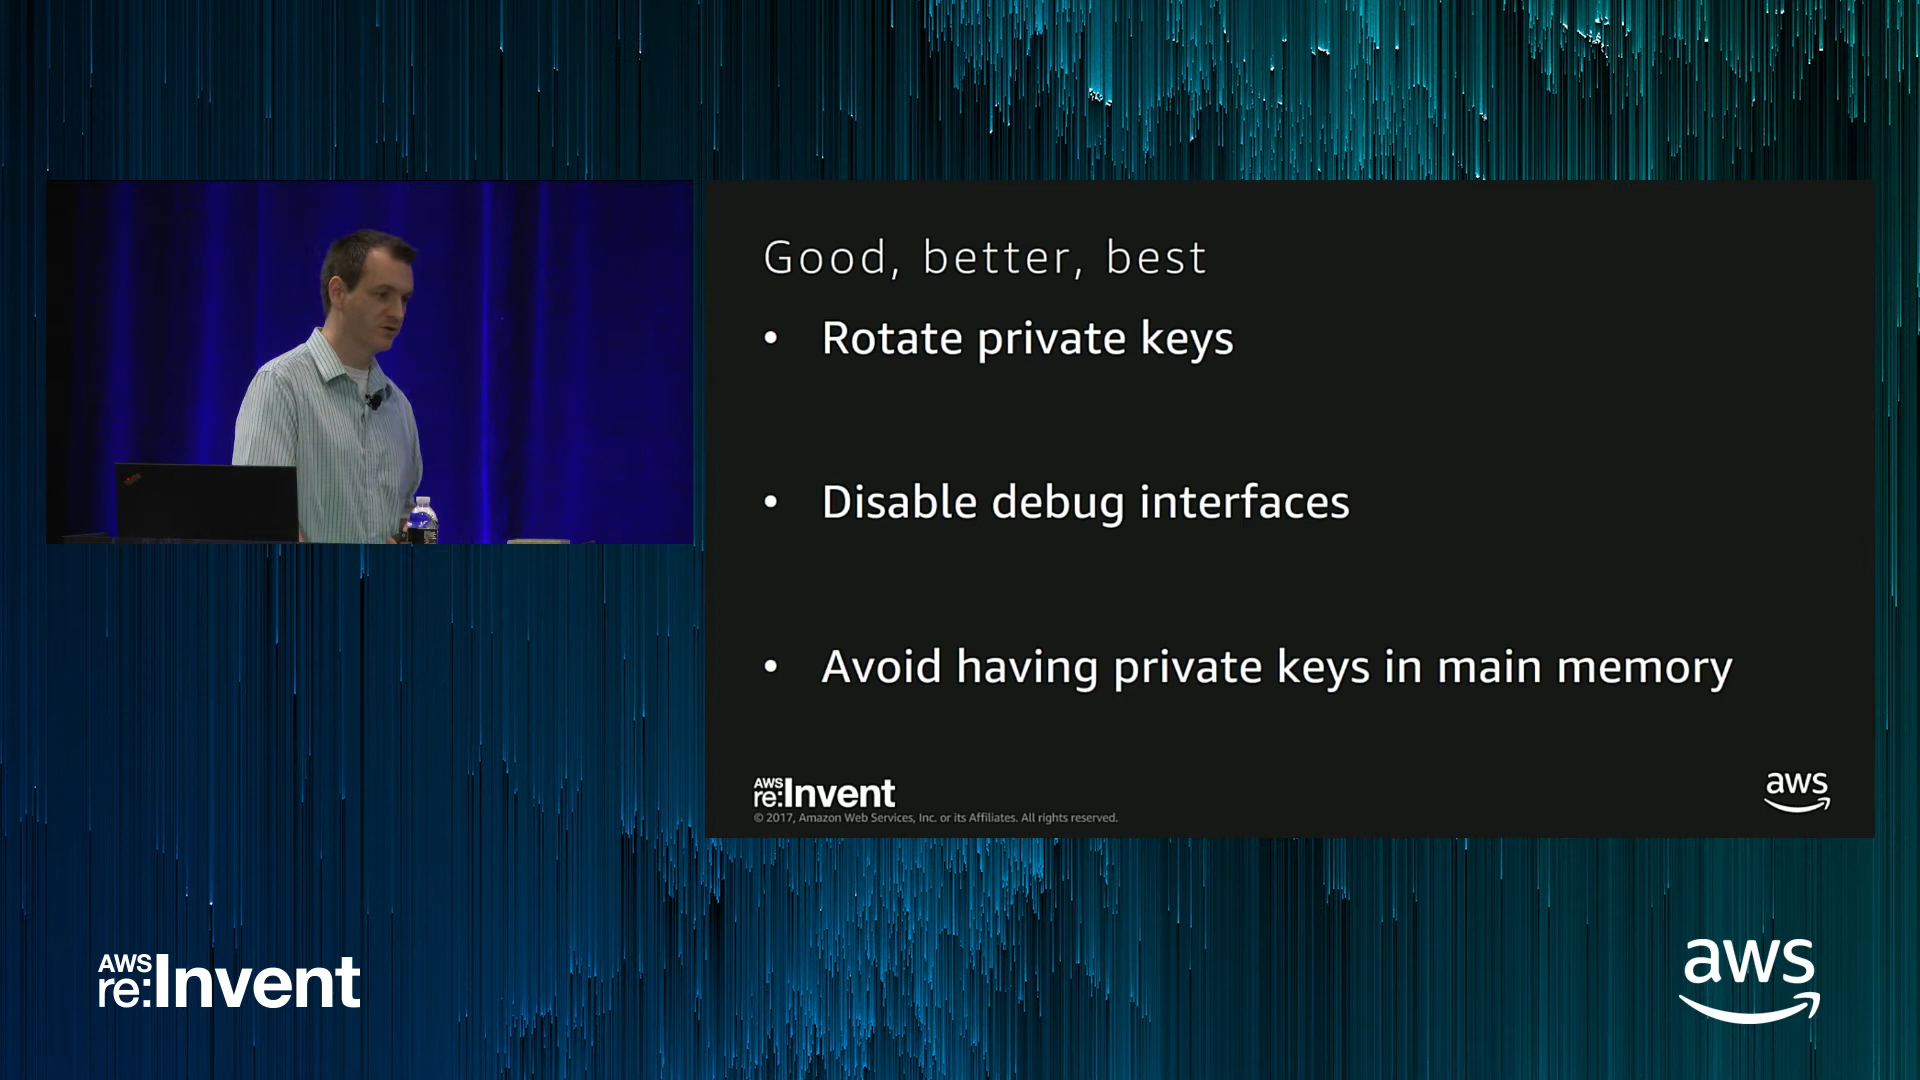 Good, better, best
• Rotate private keys
• Disable debug interfaces
• Avoid having private keys in main memory
AWS
re:Invent
aws
© 2017, Amazon Web Services, Inc. or its Affiliates. All rights reserved.
AWS
re:Invent
aws